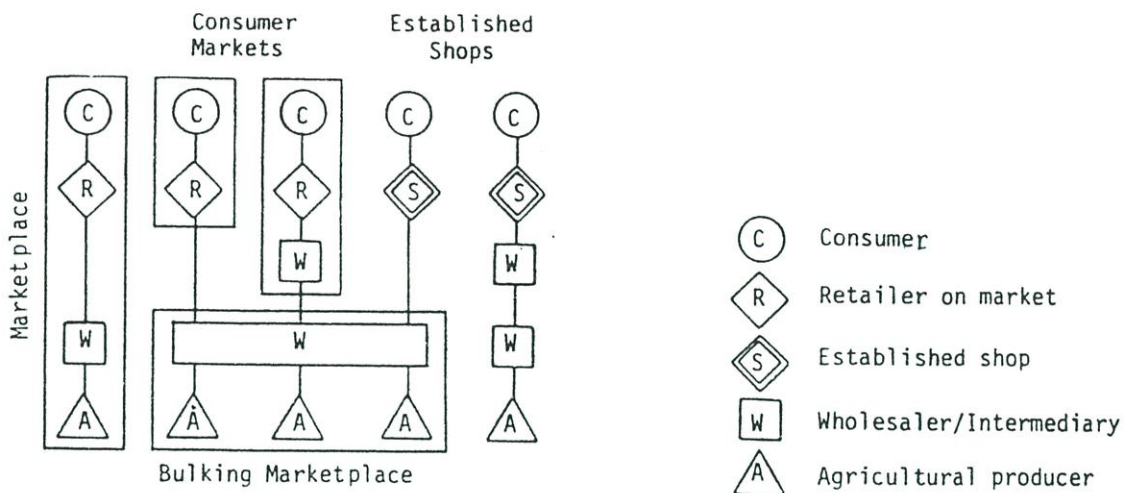 Consumer
Markets
Established
Shops
C C C C C
R R R S S
W W
Marketplace
W W W
A A A A A
Bulking Marketplace
C Consumer
R Retailer on market
S Established shop
W Wholesaler/Intermediary
A Agricultural producer